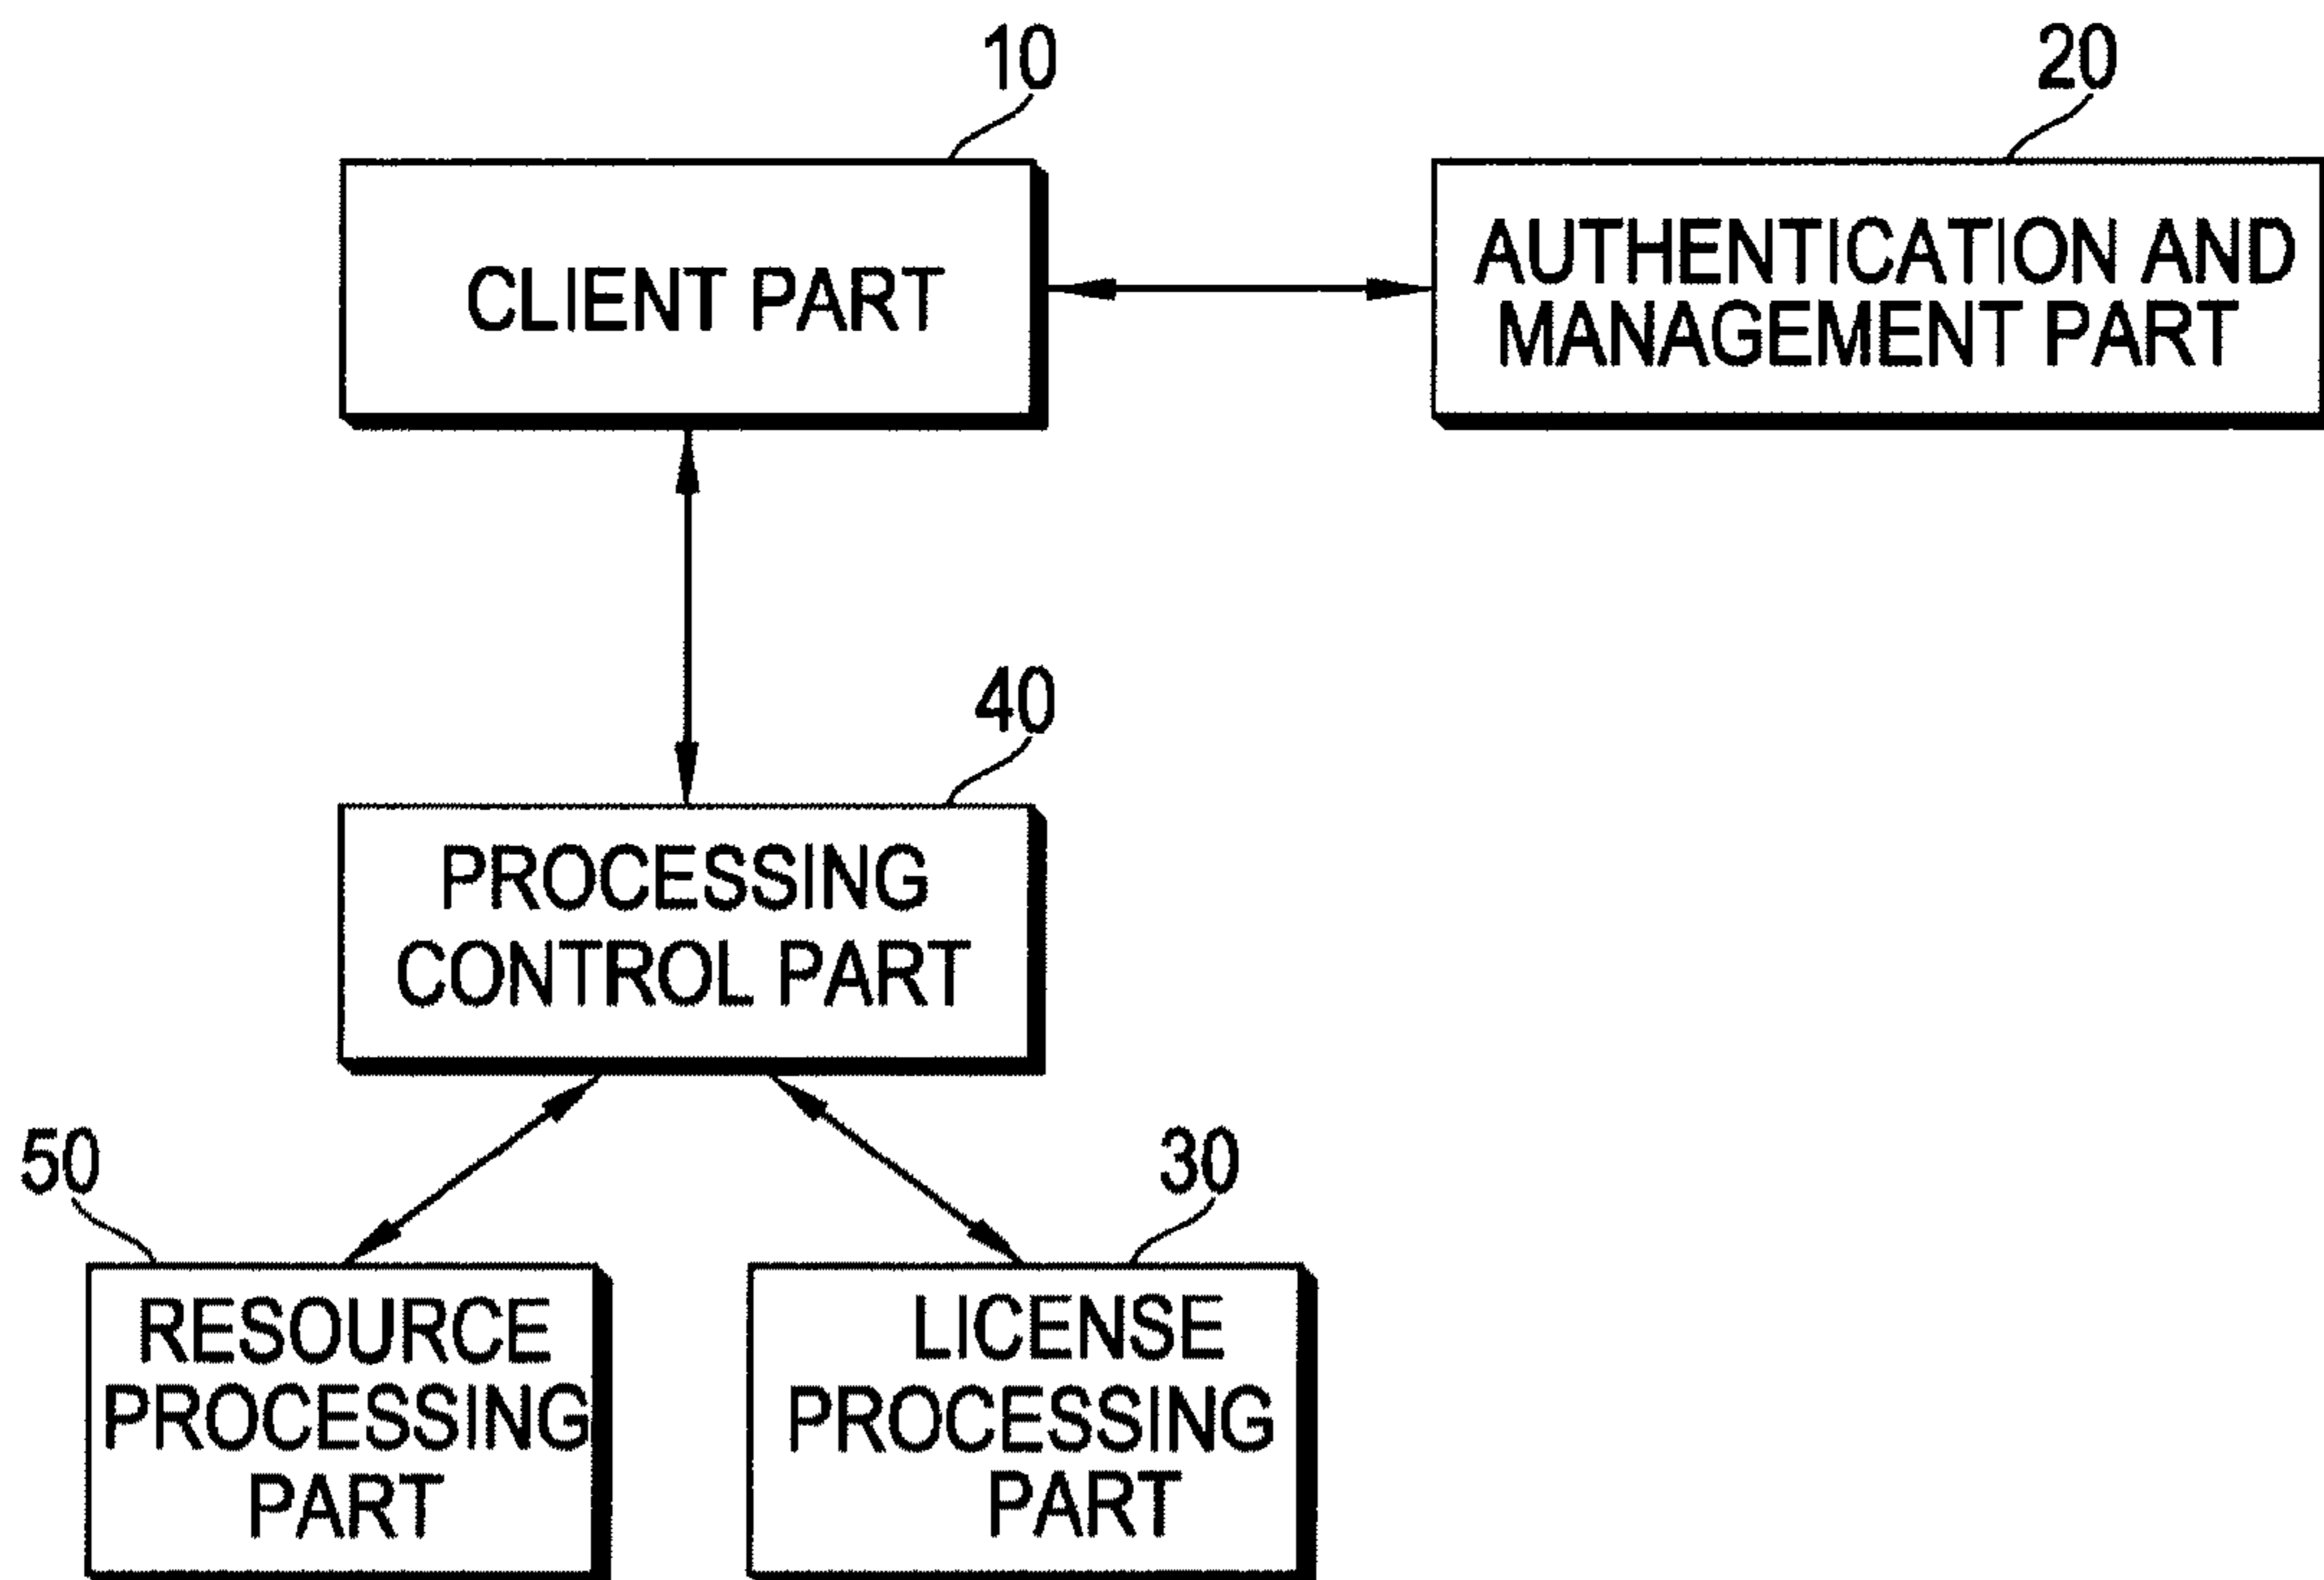 10
20
CLIENT PART
AUTHENTICATION AND
MANAGEMENT PART
40
PROCESSING
CONTROL PART
50
30
RESOURCE
PROCESSING
PART
LICENSE
PROCESSING
PART